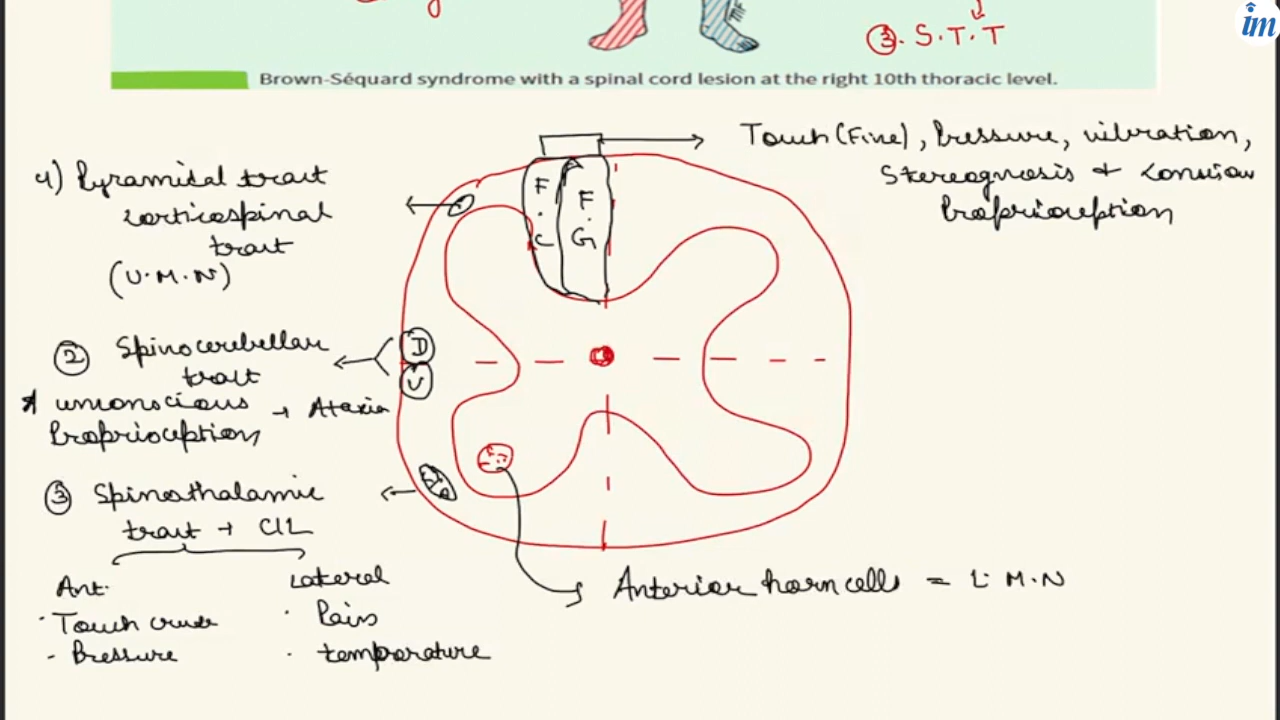 îm
③. S.T.T
Brown-Séquard syndrome with a spinal cord lesion at the right 10th thoracic level.
Touch (Fine), Pressure, vibration,
Stereognosis + Conscious
Proprioception
4) Pyramidal tract
Corticospinal
tract
(U.M.N)
F.C
F.G
② Spinocerebellar
tract
D
V
* unconscious → Ataxia
Proprioception
③ Spinothalamic
tract → C/L
Ant. Lateral
· Touch crude · Pain
- Pressure · temperature
Anterior horn cells = L.M.N